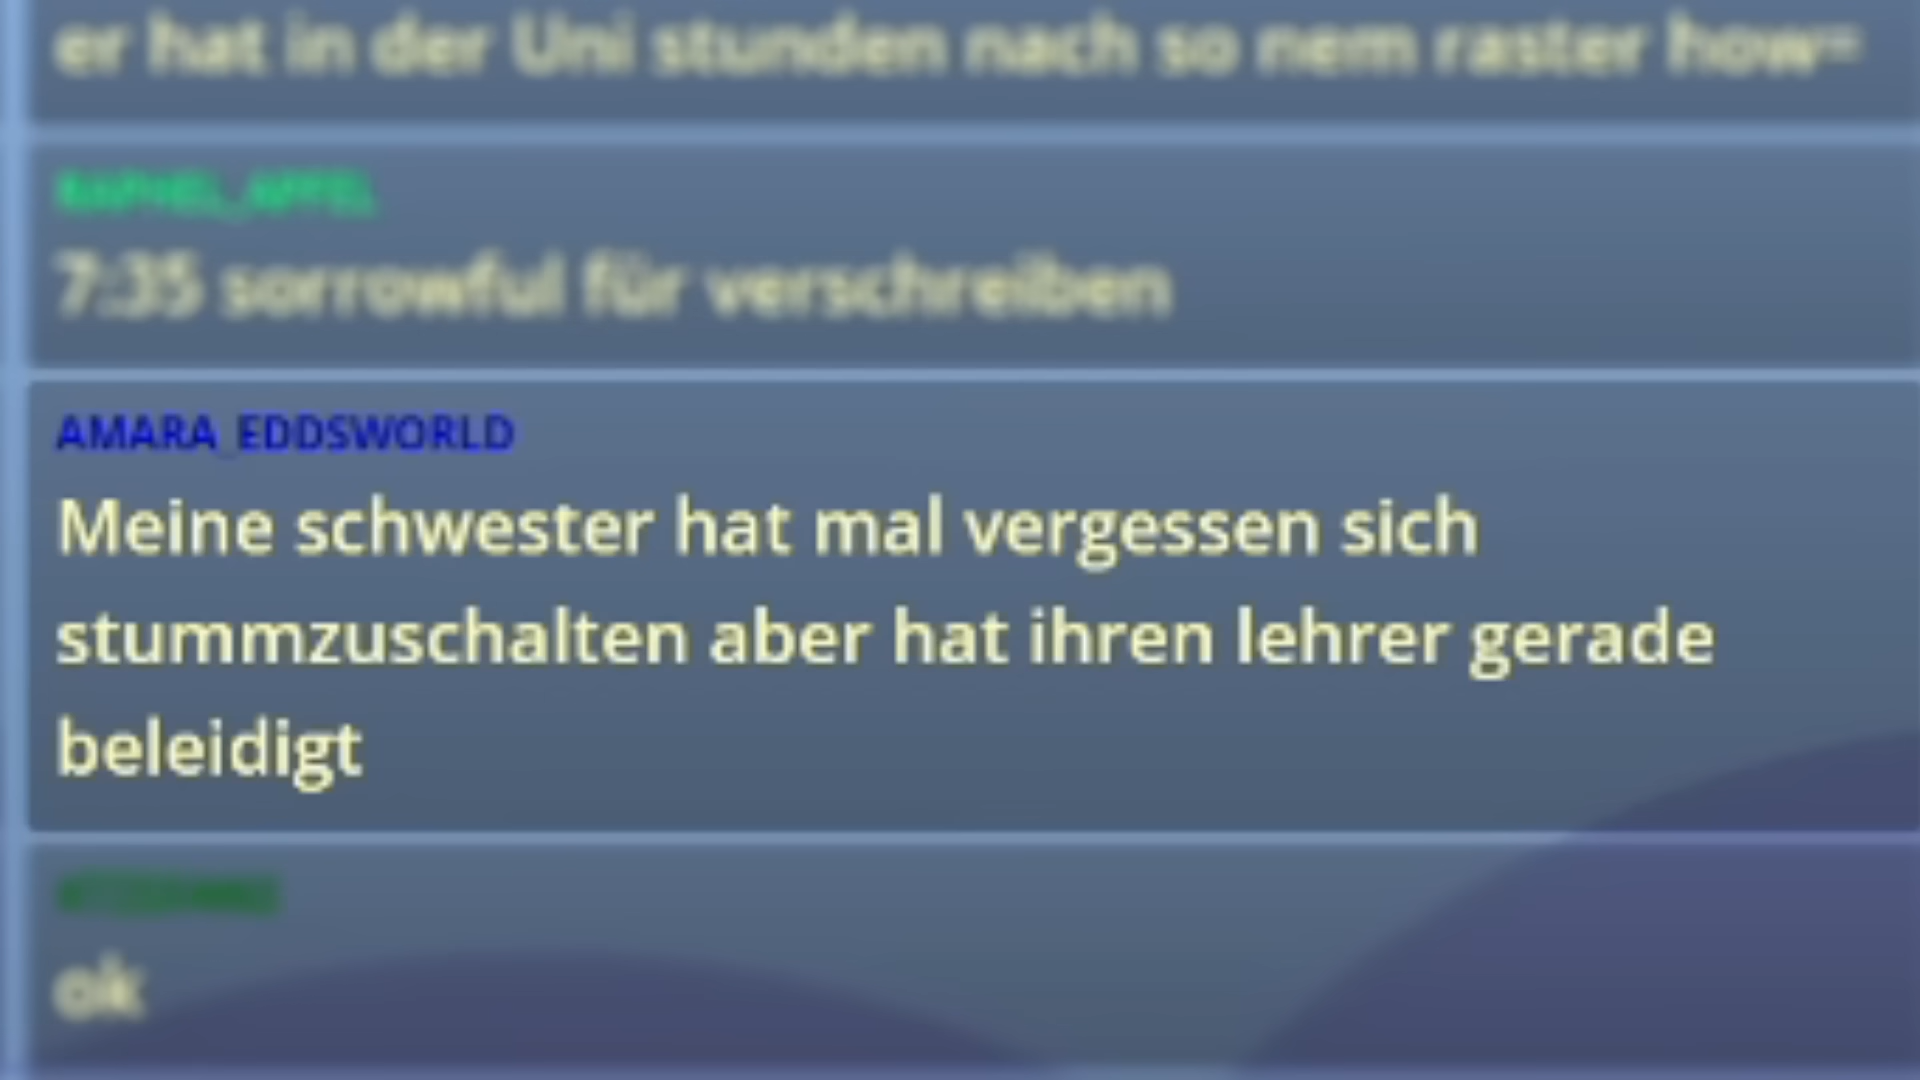 er hat in der Uni stunden nach so nem raster how=
RAPHIEL_APFEL
7:35 sorrowful für verschreiben
AMARA_EDDSWORLD
Meine schwester hat mal vergessen sich
stummzuschalten aber hat ihren lehrer gerade
beleidigt
ok